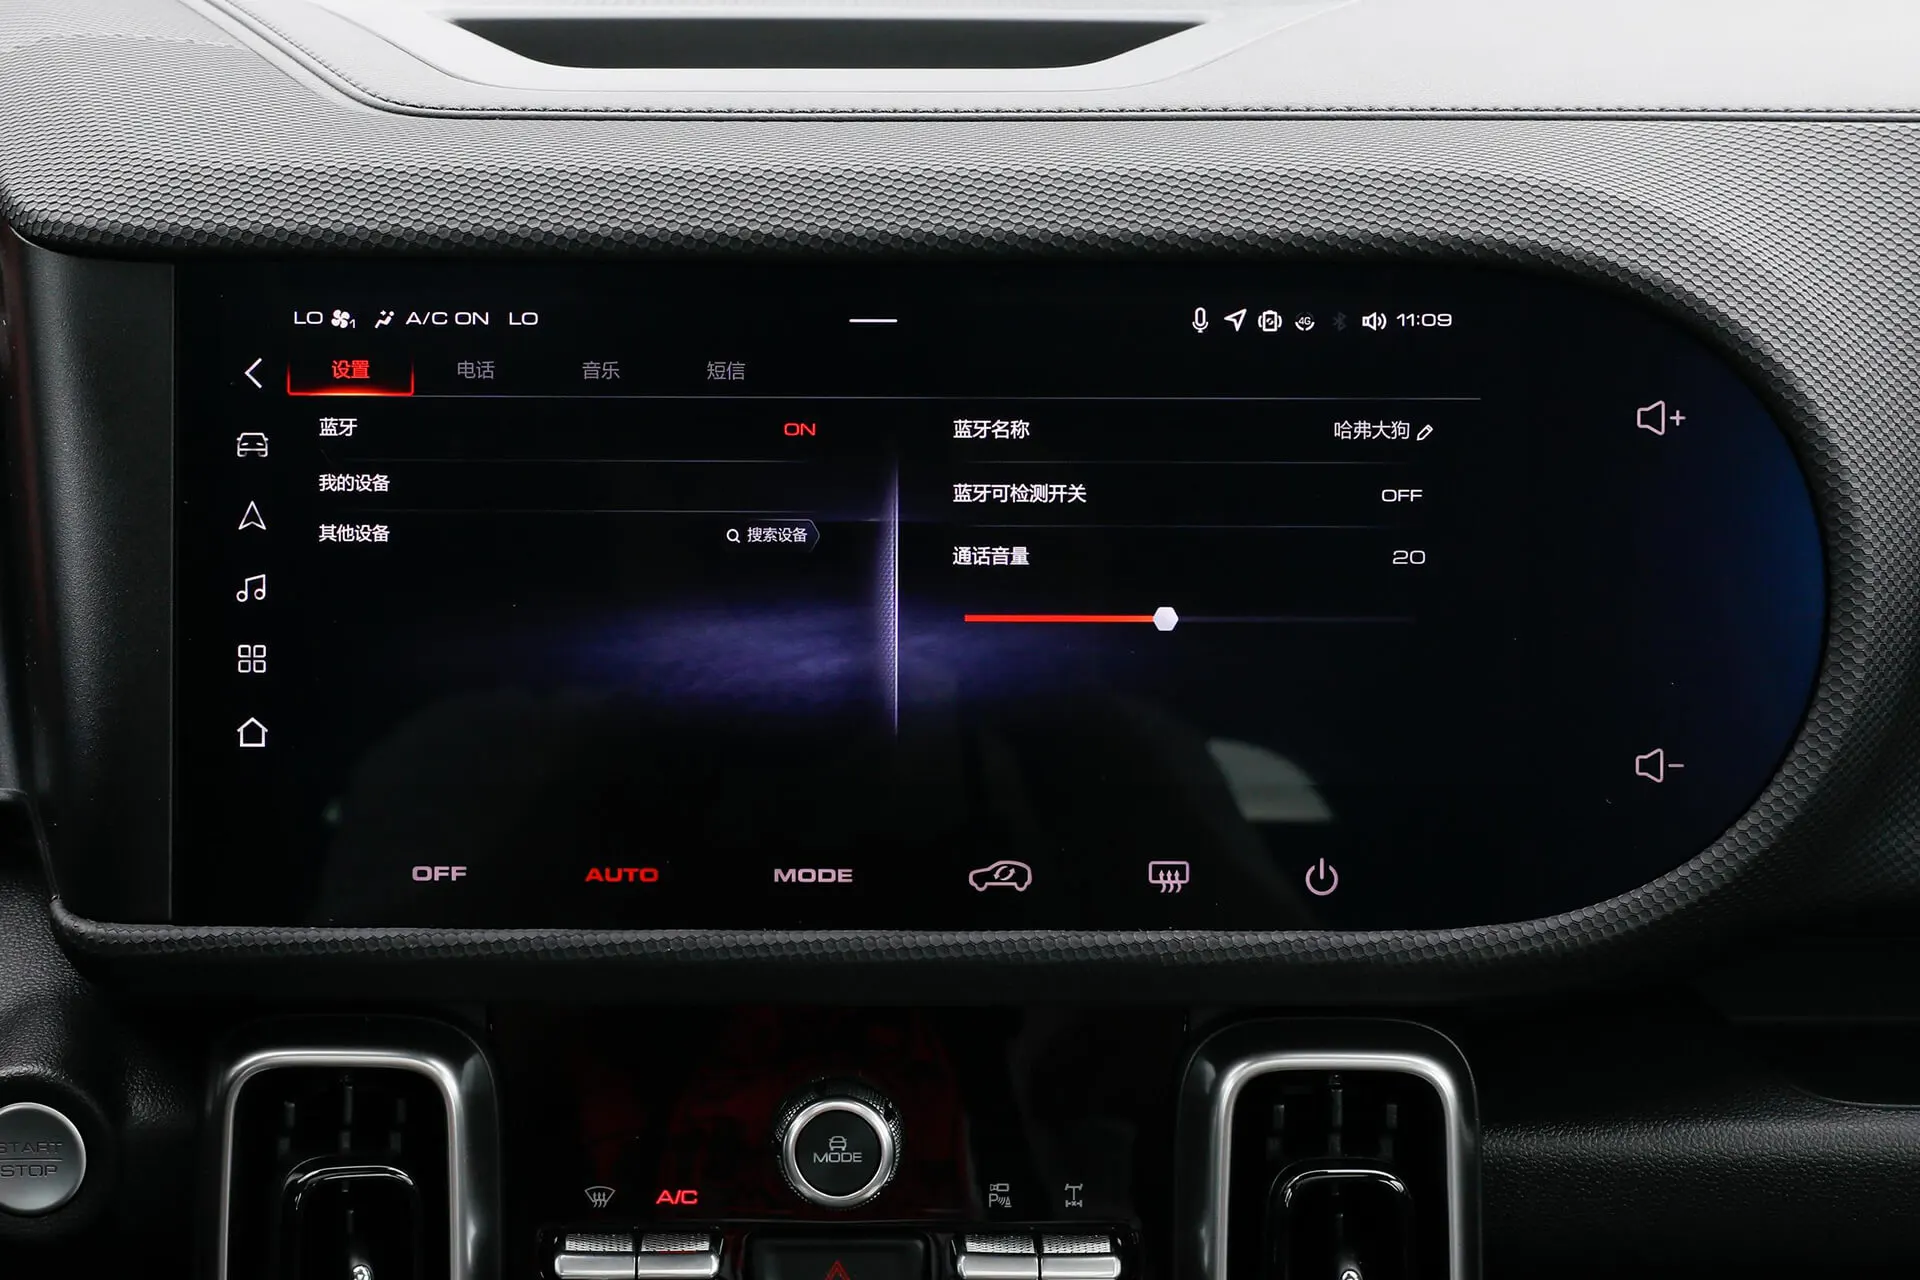 LO 1 A/C ON LO 4G 11:09
设置 电话 音乐 短信
蓝牙 ON
我的设备
其他设备 搜索设备
蓝牙名称 哈弗大狗
蓝牙可检测开关 OFF
通话音量 20
OFF AUTO MODE
MODE
A/C
P
START
STOP